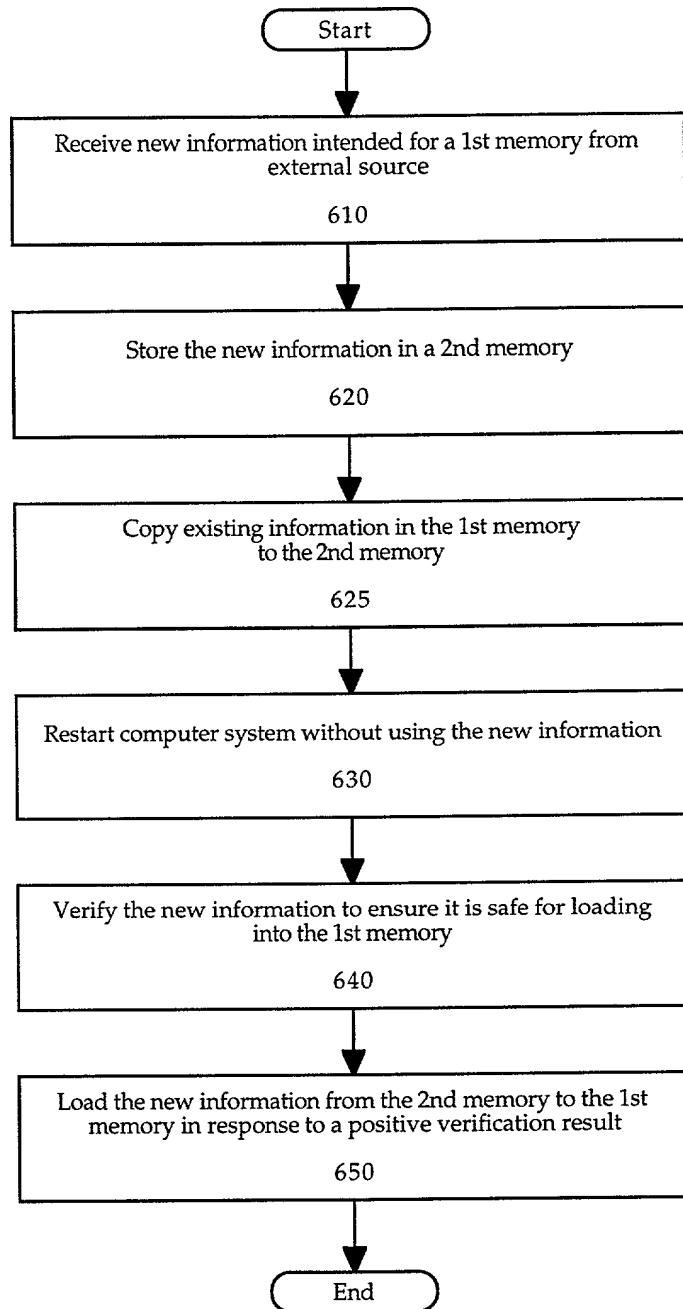 Start
Receive new information intended for a 1st memory from
external source
610
Store the new information in a 2nd memory
620
Copy existing information in the 1st memory
to the 2nd memory
625
Restart computer system without using the new information
630
Verify the new information to ensure it is safe for loading
into the 1st memory
640
Load the new information from the 2nd memory to the 1st
memory in response to a positive verification result
650
End